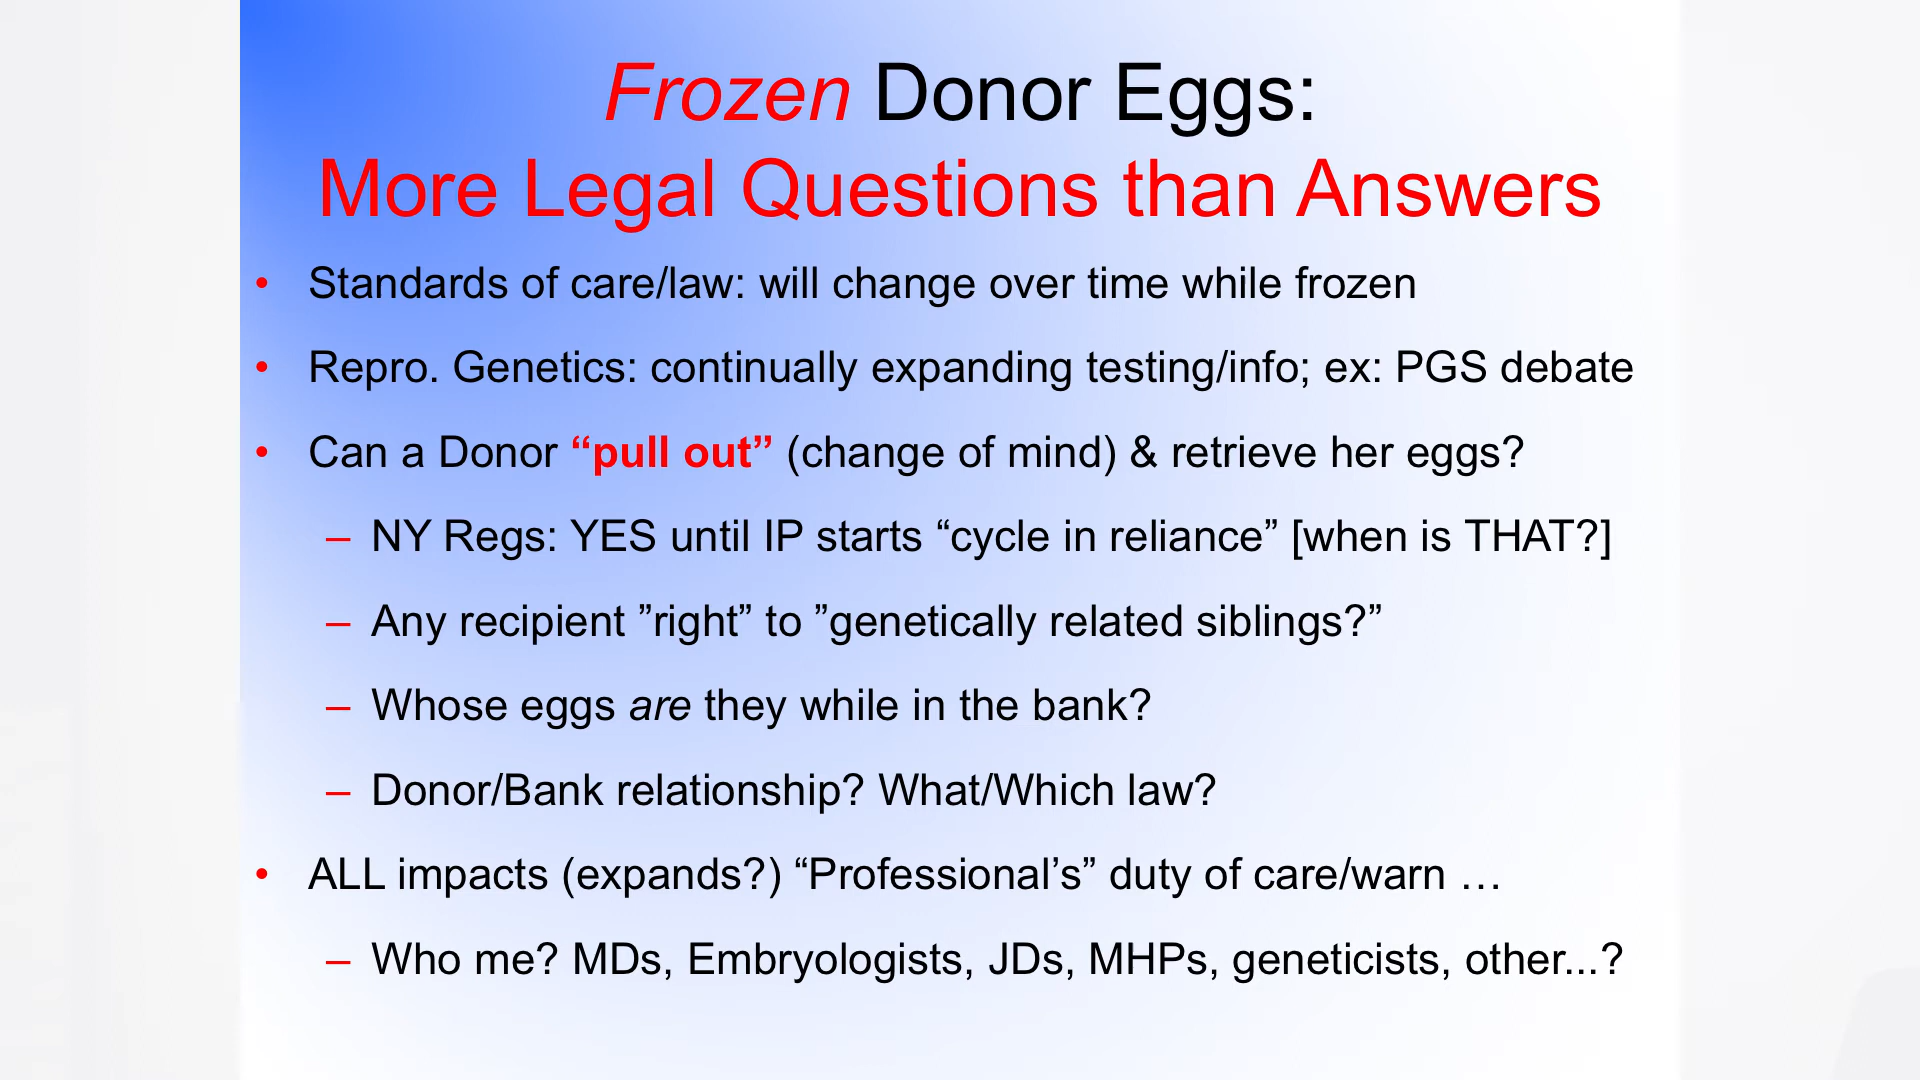 Frozen Donor Eggs:
More Legal Questions than Answers
• Standards of care/law: will change over time while frozen
• Repro. Genetics: continually expanding testing/info; ex: PGS debate
• Can a Donor “pull out” (change of mind) & retrieve her eggs?
– NY Regs: YES until IP starts “cycle in reliance” [when is THAT?]
– Any recipient ”right” to ”genetically related siblings?”
– Whose eggs are they while in the bank?
– Donor/Bank relationship? What/Which law?
• ALL impacts (expands?) “Professional’s” duty of care/warn …
– Who me? MDs, Embryologists, JDs, MHPs, geneticists, other...?